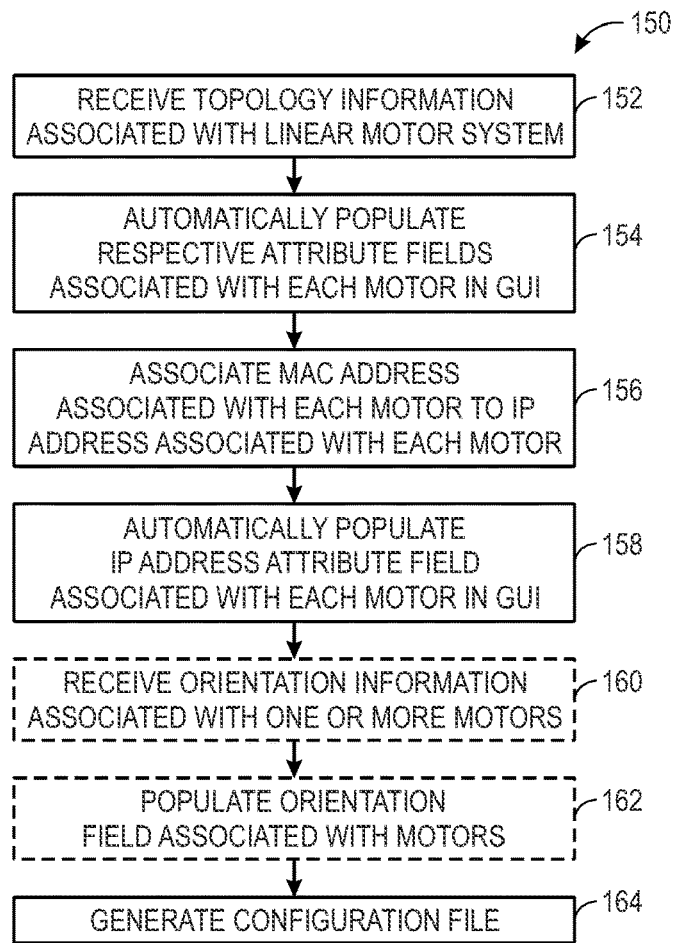 150
RECEIVE TOPOLOGY INFORMATION
ASSOCIATED WITH LINEAR MOTOR SYSTEM
152
AUTOMATICALLY POPULATE
RESPECTIVE ATTRIBUTE FIELDS
ASSOCIATED WITH EACH MOTOR IN GUI
154
ASSOCIATE MAC ADDRESS
ASSOCIATED WITH EACH MOTOR TO IP
ADDRESS ASSOCIATED WITH EACH MOTOR
156
AUTOMATICALLY POPULATE
IP ADDRESS ATTRIBUTE FIELD
ASSOCIATED WITH EACH MOTOR IN GUI
158
RECEIVE ORIENTATION INFORMATION
ASSOCIATED WITH ONE OR MORE MOTORS
160
POPULATE ORIENTATION
FIELD ASSOCIATED WITH MOTORS
162
GENERATE CONFIGURATION FILE
164